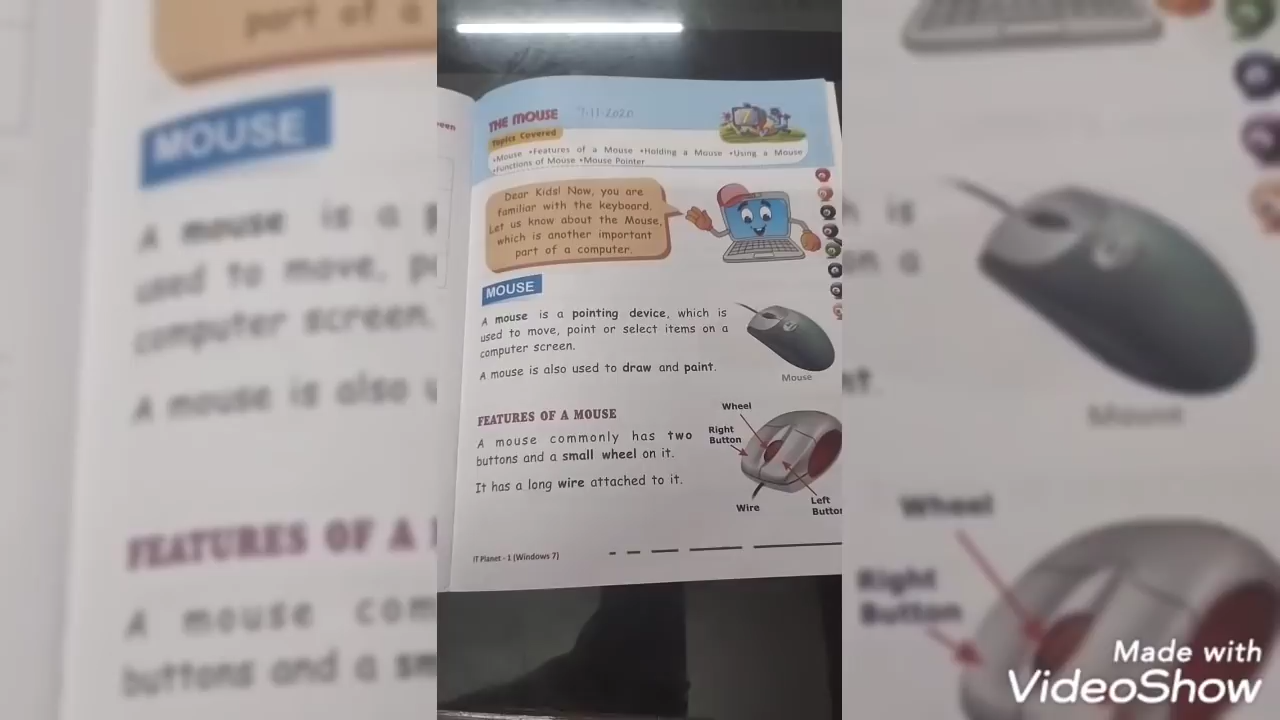 THE MOUSE 7-11-2020
Topics Covered
•Mouse •Features of a Mouse •Holding a Mouse •Using a Mouse
•Functions of Mouse •Mouse Pointer
Dear Kids! Now, you are
familiar with the keyboard.
Let us know about the Mouse,
which is another important
part of a computer.
MOUSE
A mouse is a pointing device, which is
used to move, point or select items on a
computer screen.
A mouse is also used to draw and paint.
Mouse
FEATURES OF A MOUSE
A mouse commonly has two
buttons and a small wheel on it.
It has a long wire attached to it.
Wheel
Right
Button
Wire
Left
Button
IT Planet - 1 (Windows 7)
Made with
VideoShow